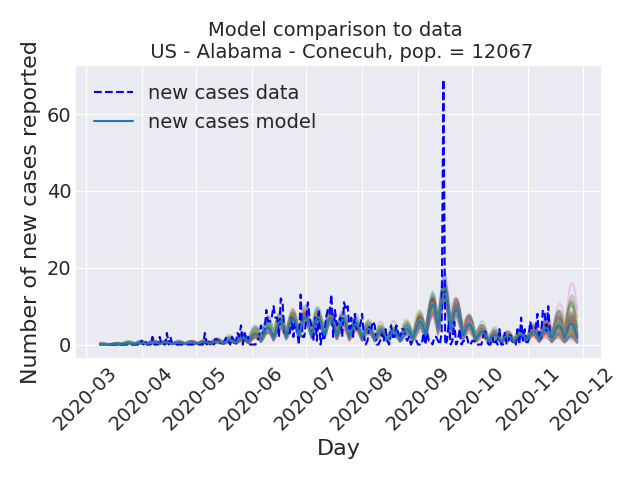 Model comparison to data
US - Alabama - Conecuh, pop. = 12067
Number of new cases reported
60
40
20
0
new cases data
new cases model
2020-03
2020-04
2020-05
2020-06
2020-07
2020-08
2020-09
2020-10
2020-11
2020-12
Day